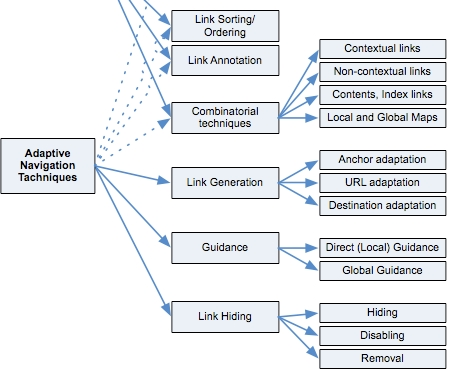 Link Sorting/
Ordering
Link Annotation
Combinatorial
techniques
Contextual links
Non-contextual links
Contents, Index links
Local and Global Maps
Adaptive
Navigation
Tachniques
Link Generation
Anchor adaptation
URL adaptation
Destination adaptation
Guidance
Direct (Local) Guidance
Global Guidance
Link Hiding
Hiding
Disabling
Removal